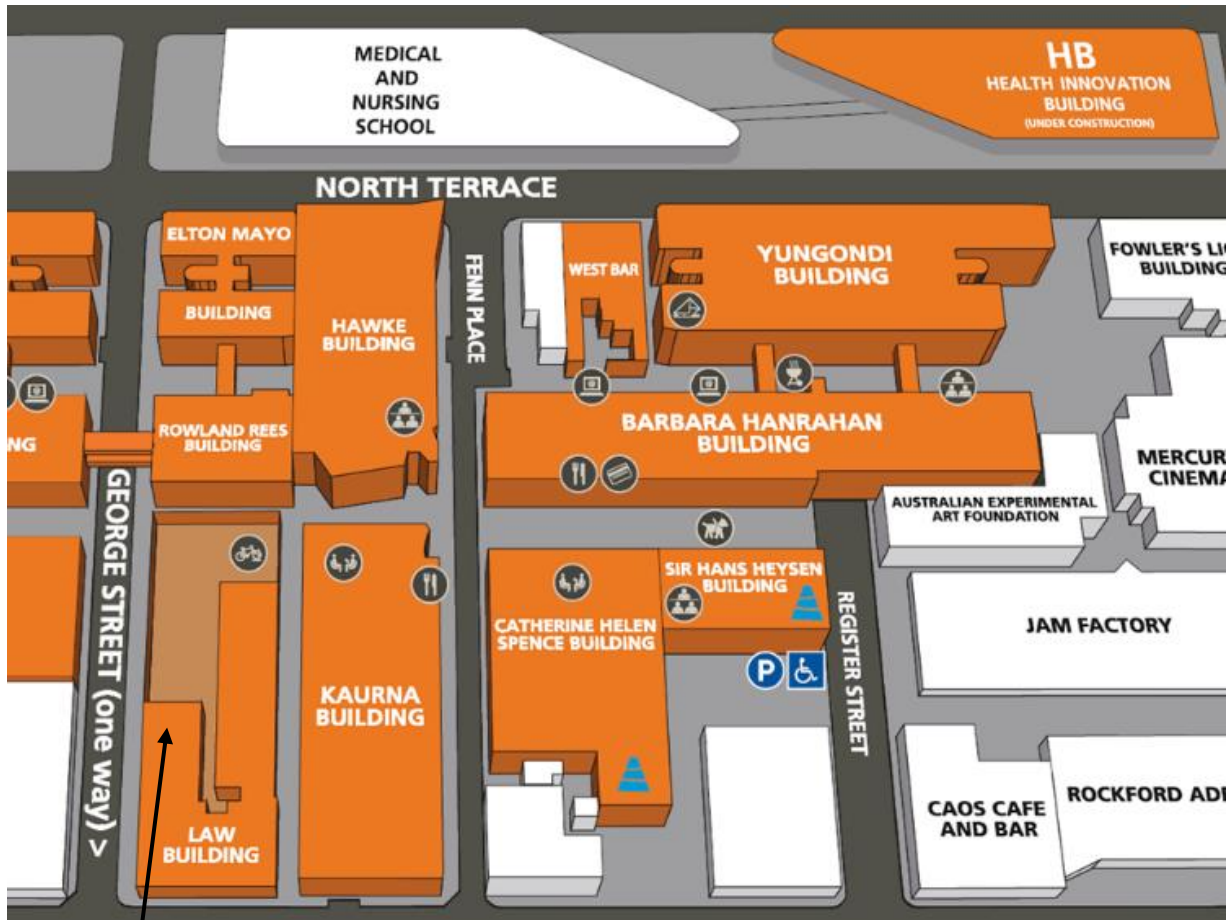 MEDICAL
AND
NURSING
SCHOOL
HB
HEALTH INNOVATION
BUILDING
(UNDER CONSTRUCTION)
NORTH TERRACE
ELTON MAYO
BUILDING
HAWKE
BUILDING
FENN PLACE
WEST BAR
YUNGONDI
BUILDING
FOWLER'S LI
BUILDING
NG
ROWLAND REES
BUILDING
BARBARA HANRAHAN
BUILDING
AUSTRALIAN EXPERIMENTAL
ART FOUNDATION
MERCUR
CINEMA
GEORGE STREET (one way) >
SIR HANS HEYSEN
BUILDING
CATHERINE HELEN
SPENCE BUILDING
P
REGISTER STREET
JAM FACTORY
KAURNA
BUILDING
LAW
BUILDING
CAOS CAFE
AND BAR
ROCKFORD ADE